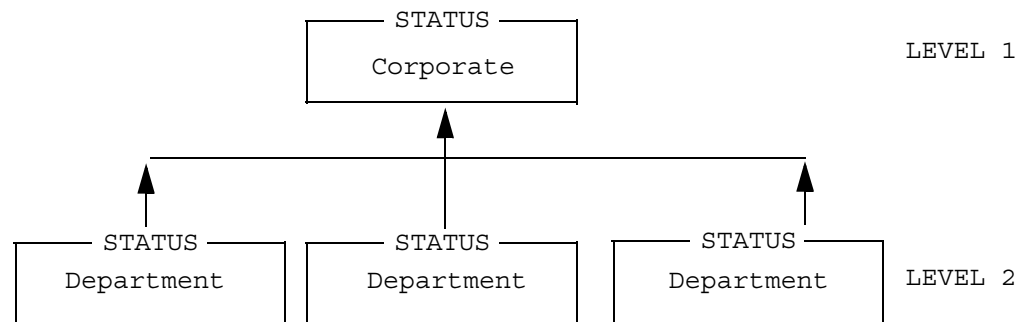 STATUS
Corporate
LEVEL 1
STATUS STATUS STATUS
Department Department Department
LEVEL 2